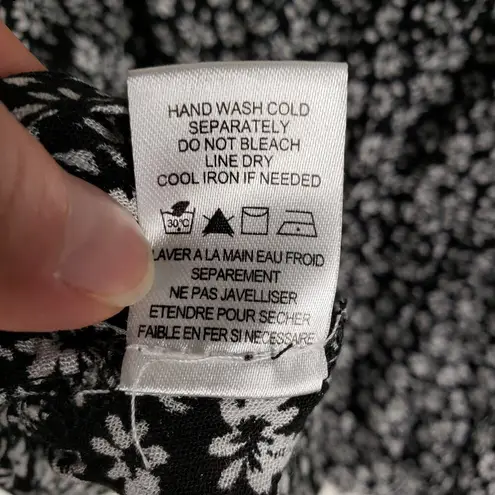 HAND WASH COLD
SEPARATELY
DO NOT BLEACH
LINE DRY
COOL IRON IF NEEDED
30°C
LAVER A LA MAIN EAU FROID
SEPAREMENT
NE PAS JAVELLISER
ETENDRE POUR SECHER
FAIBLE EN FER SI NECESSAIRE